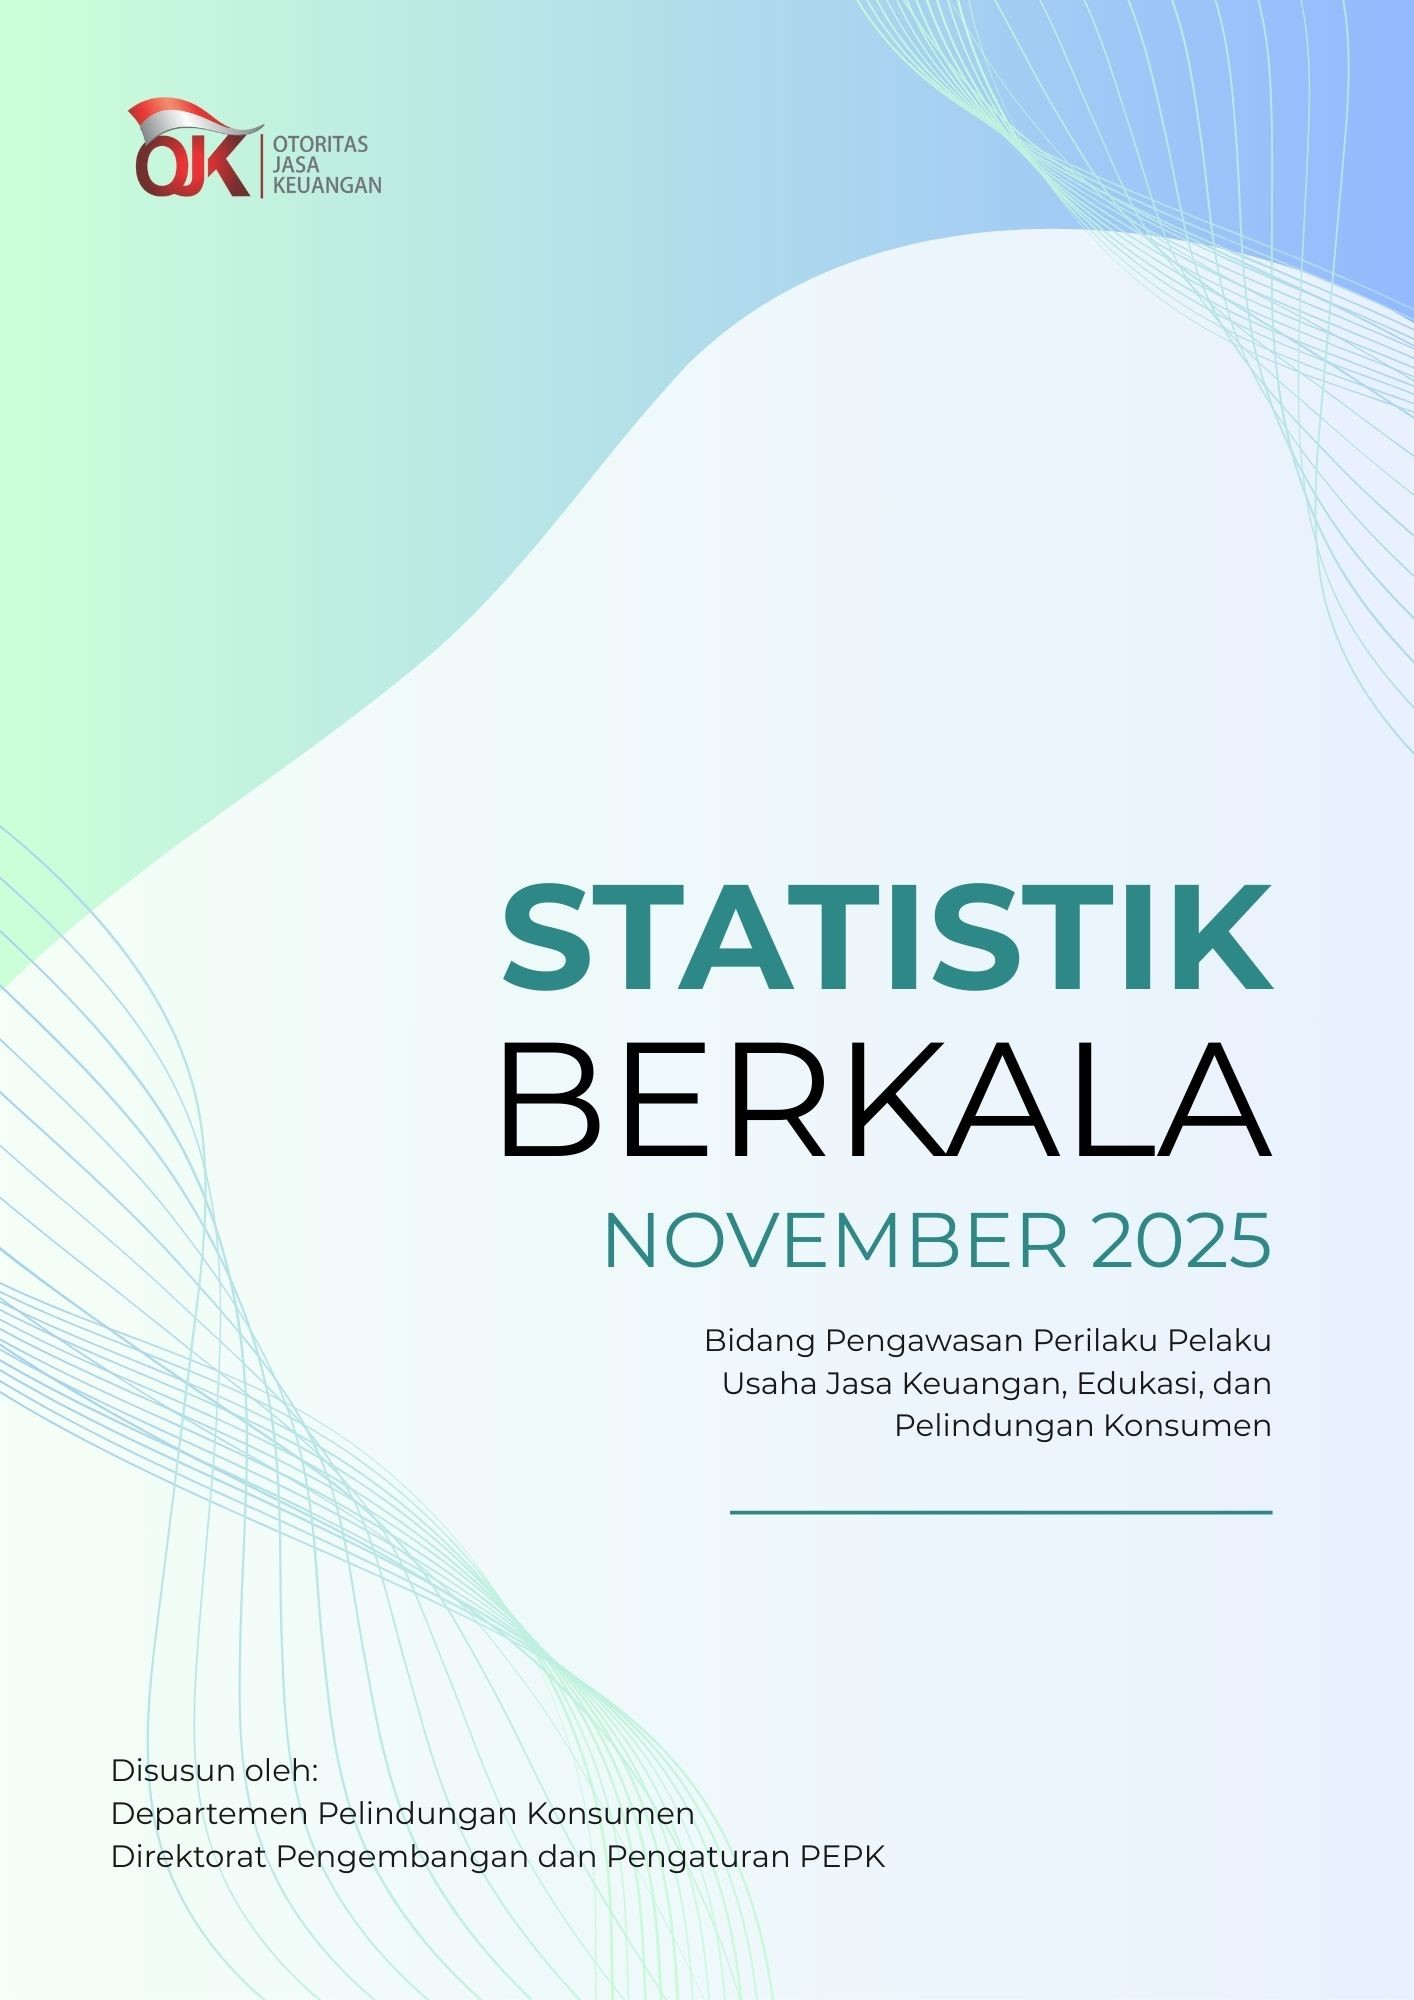 OJK
OTORITAS
JASA
KEUANGAN
STATISTIK
BERKALA
NOVEMBER 2025
Bidang Pengawasan Perilaku Pelaku
Usaha Jasa Keuangan, Edukasi, dan
Pelindungan Konsumen
Disusun oleh:
Departemen Pelindungan Konsumen
Direktorat Pengembangan dan Pengaturan PEPK